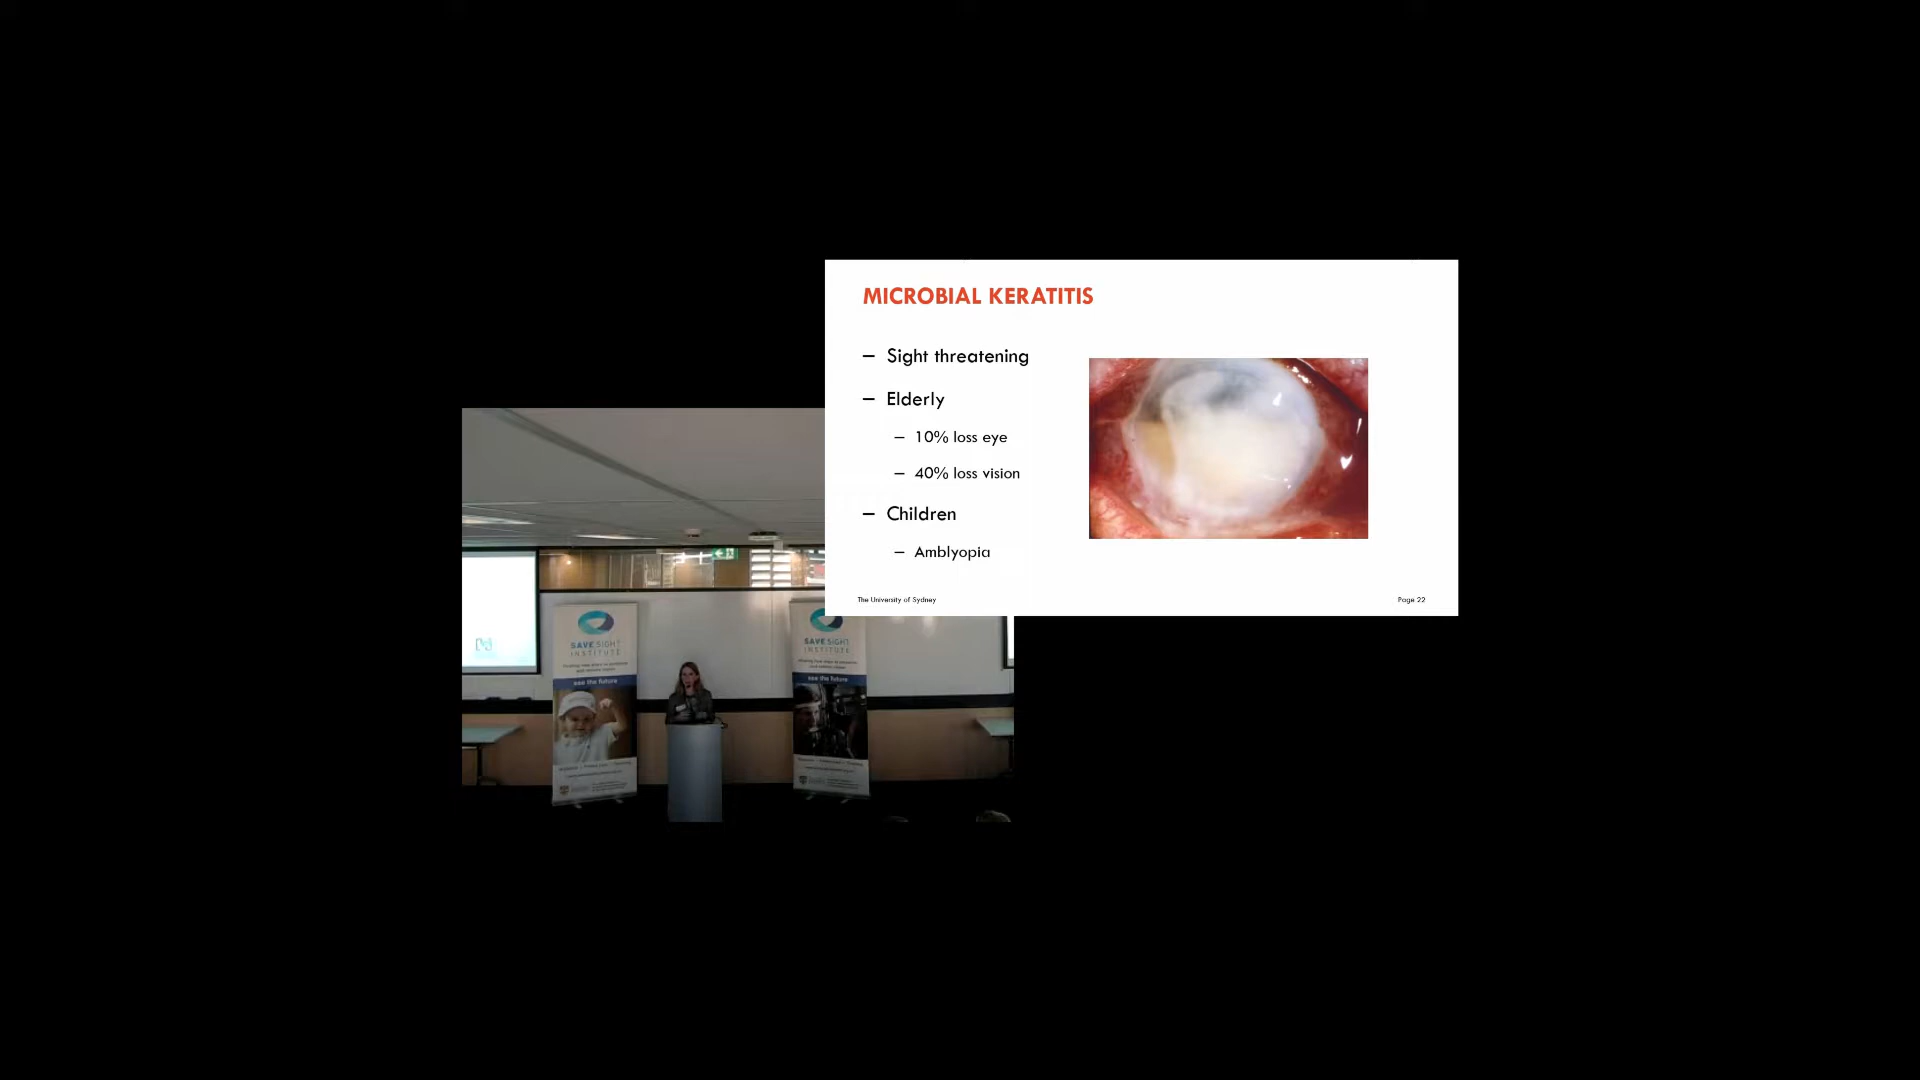 MICROBIAL KERATITIS
– Sight threatening
– Elderly
– 10% loss eye
– 40% loss vision
– Children
– Amblyopia
The University of Sydney
Page 22
SAVE SIGHT
INSTITUTE
see the future
SAVE SIGHT
INSTITUTE
see the future